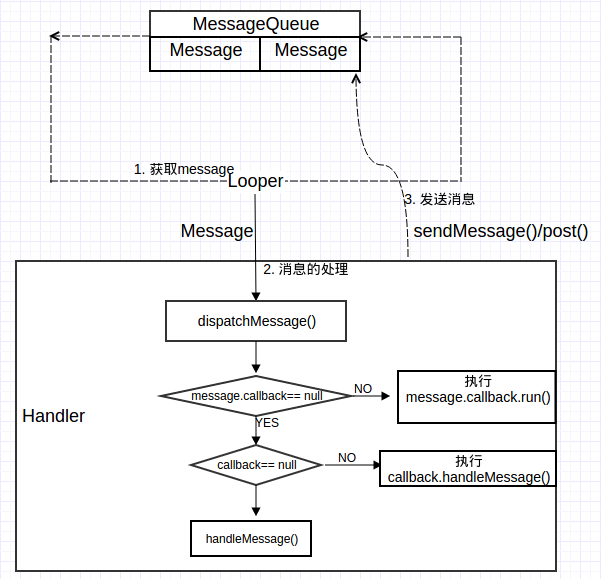 MessageQueue
Message
Message
1. 获取message
Looper
3. 发送消息
Message
sendMessage()/post()
2. 消息的处理
dispatchMessage()
message.callback== null
NO
执行
message.callback.run()
Handler
YES
callback== null
NO
执行
callback.handleMessage()
handleMessage()